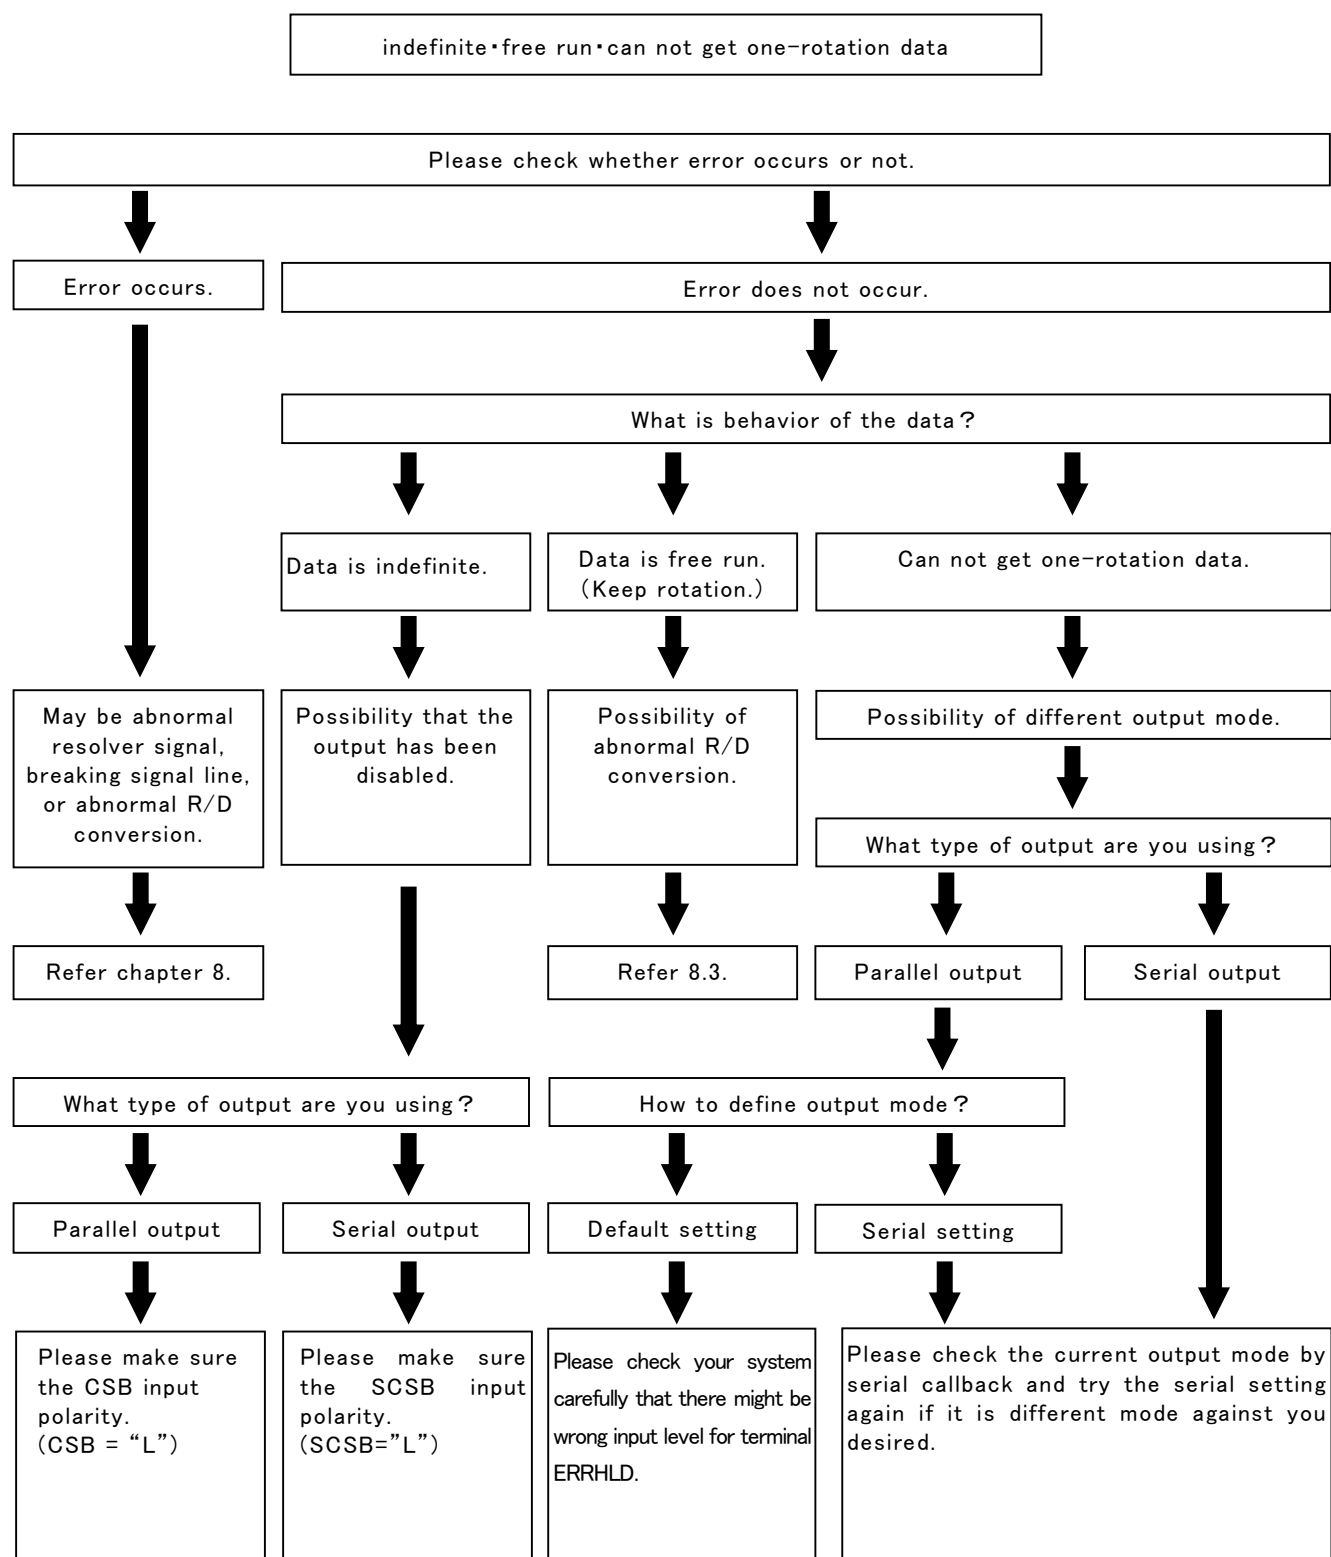 indefinite・free run・can not get one-rotation data
Please check whether error occurs or not.
Error occurs.
Error does not occur.
What is behavior of the data？
Data is indefinite.
Data is free run.
（Keep rotation.）
Can not get one-rotation data.
May be abnormal
resolver signal,
breaking signal line,
or abnormal R/D
conversion.
Possibility that the
output has been
disabled.
Possibility of
abnormal R/D
conversion.
Possibility of different output mode.
What type of output are you using？
Refer chapter 8.
Refer 8.3.
Parallel output
Serial output
What type of output are you using？
How to define output mode？
Parallel output
Serial output
Default setting
Serial setting
Please make sure
the CSB input
polarity.
(CSB = “L”)
Please make sure
the SCSB input
polarity.
(SCSB=”L”)
Please check your system
carefully that there might be
wrong input level for terminal
ERRHLD.
Please check the current output mode by
serial callback and try the serial setting
again if it is different mode against you
desired.